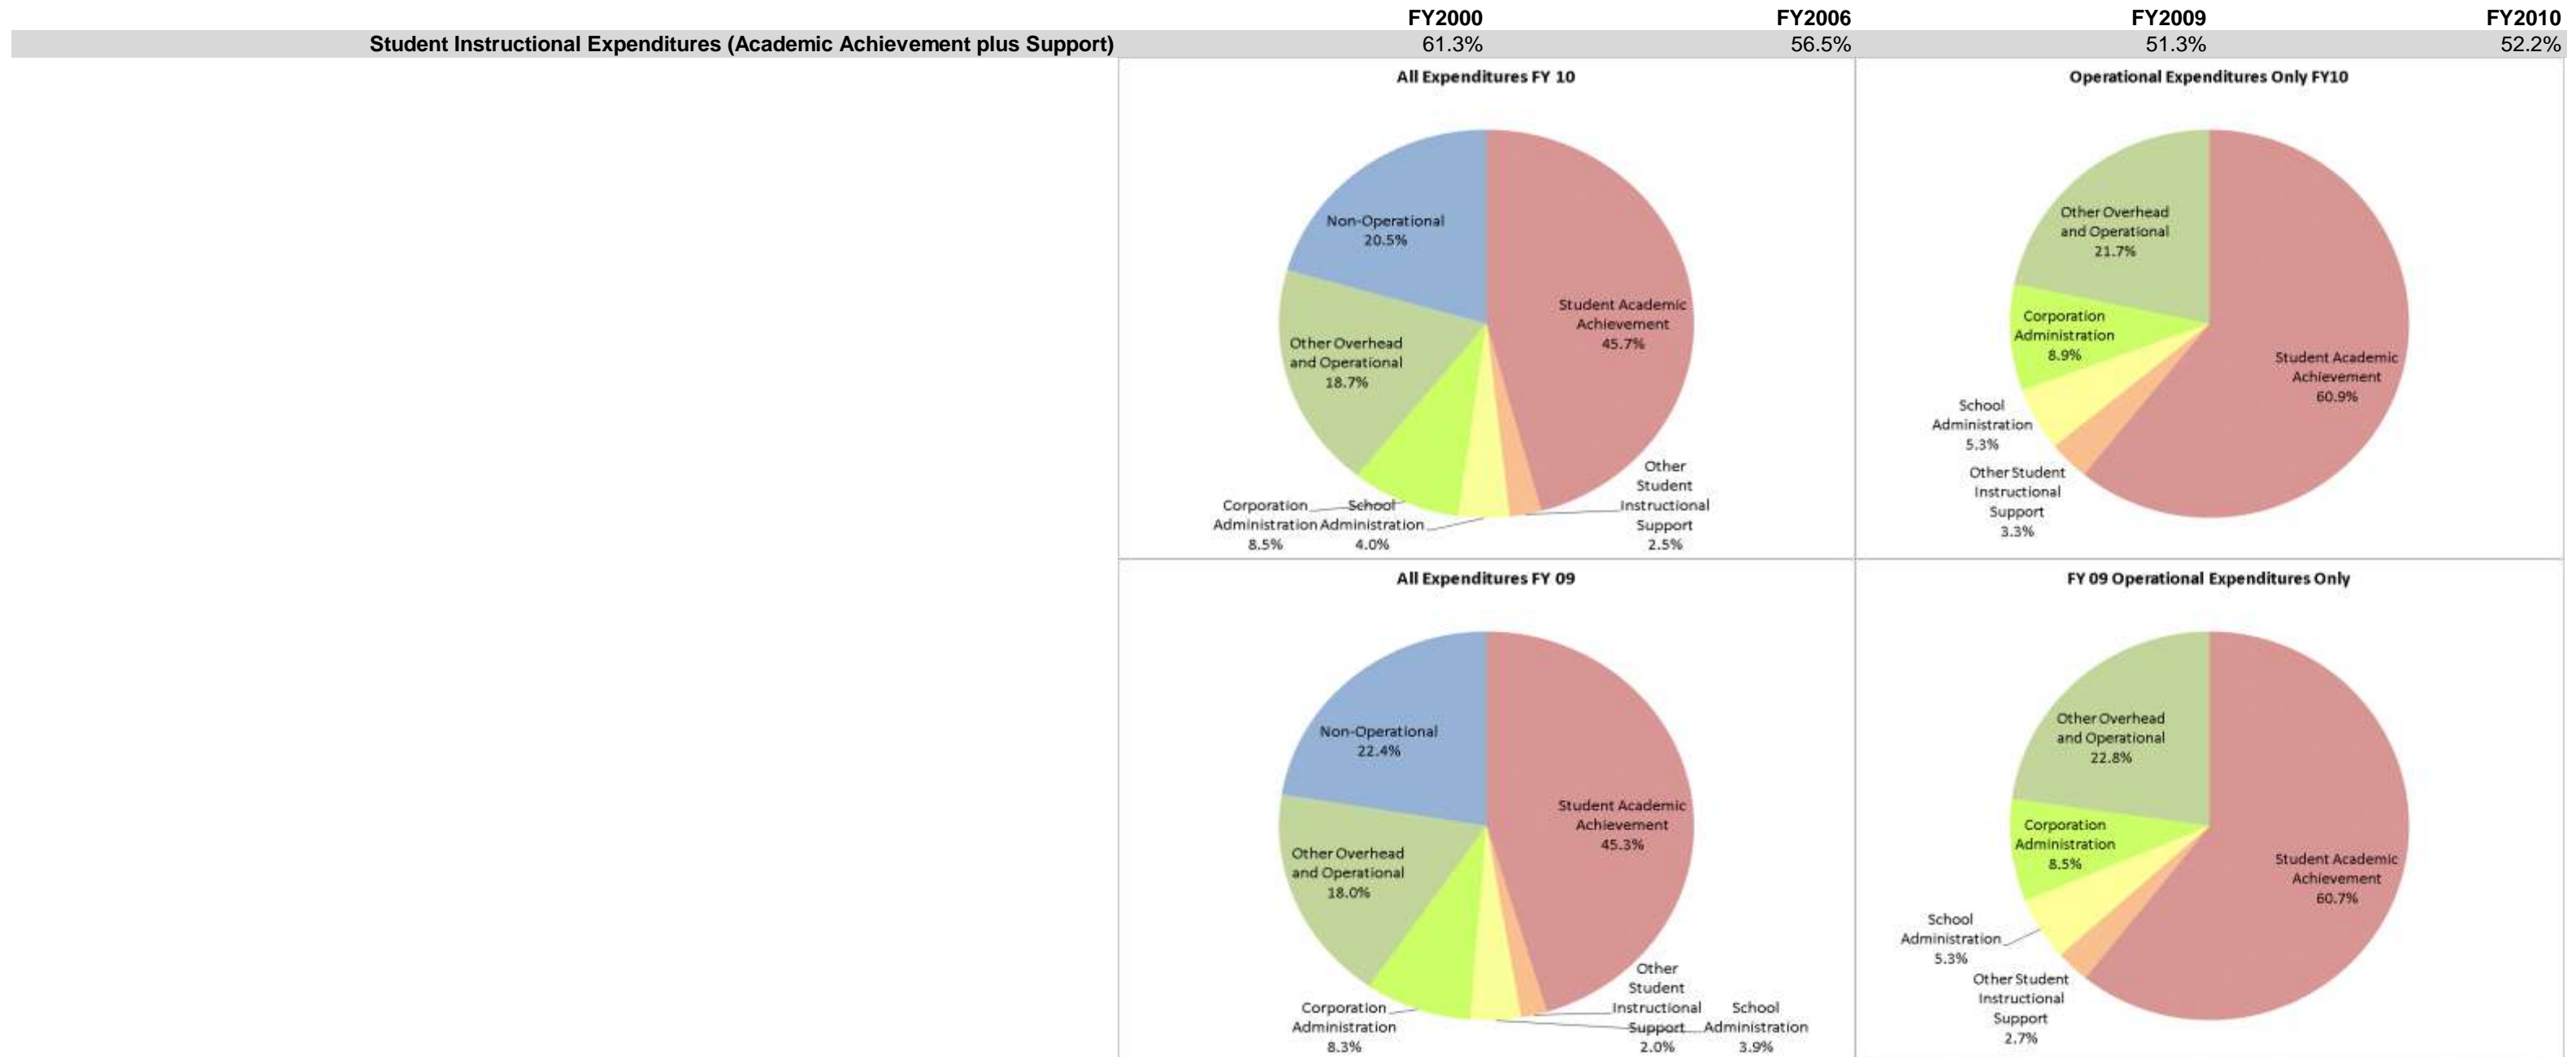 FY2000 FY2006 FY2009 FY2010
Student Instructional Expenditures (Academic Achievement plus Support) 61.3% 56.5% 51.3% 52.2%
All Expenditures FY 10
Non-Operational
20.5%
Student Academic
Achievement
45.7%
Other Overhead
and Operational
18.7%
Corporation
Administration
8.5%
School
Administration
4.0%
Other
Student
Instructional
Support
2.5%
Operational Expenditures Only FY10
Other Overhead
and Operational
21.7%
Corporation
Administration
8.9%
Student Academic
Achievement
60.9%
School
Administration
5.3%
Other Student
Instructional
Support
3.3%
All Expenditures FY 09
Non-Operational
22.4%
Student Academic
Achievement
45.3%
Other Overhead
and Operational
18.0%
Corporation
Administration
8.3%
Other
Student
Instructional
Support
2.0%
School
Administration
3.9%
FY 09 Operational Expenditures Only
Other Overhead
and Operational
22.8%
Corporation
Administration
8.5%
Student Academic
Achievement
60.7%
School
Administration
5.3%
Other Student
Instructional
Support
2.7%